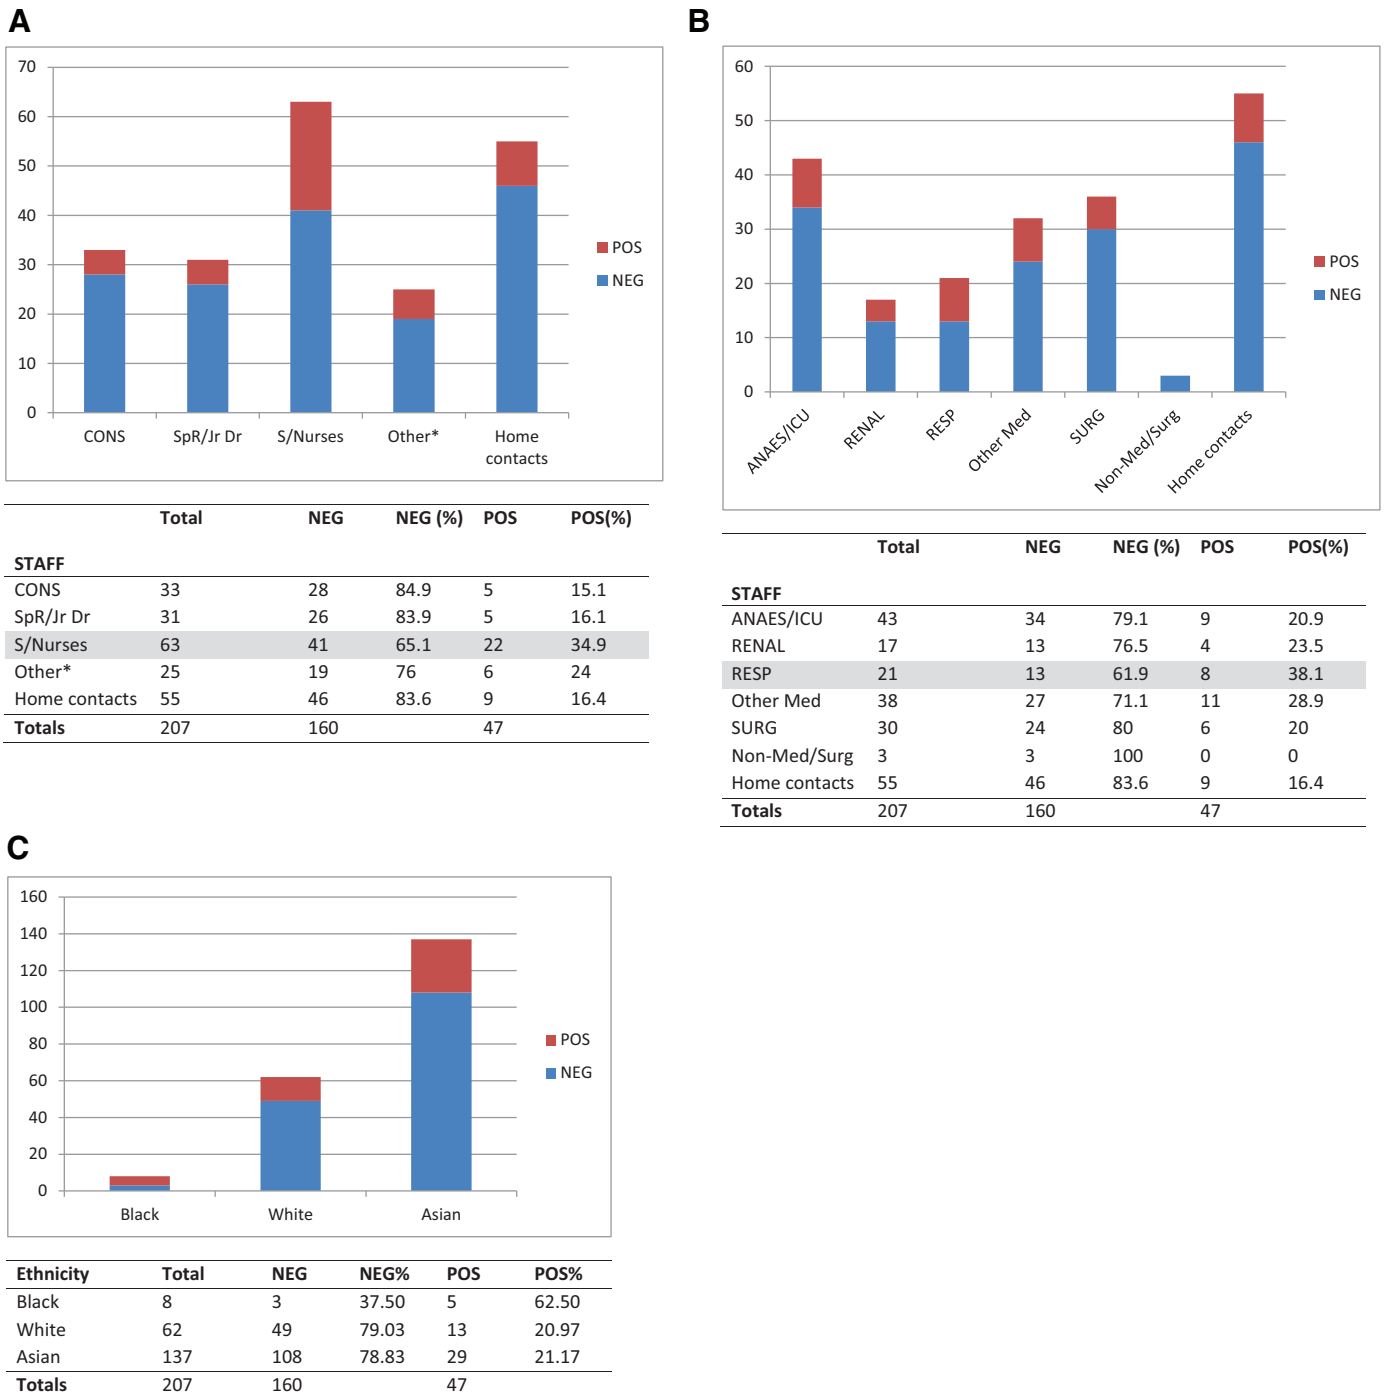 A
70
60
50
40
30
20
10
0
CONS SpR/Jr Dr S/Nurses Other* Home
contacts
POS
NEG
Total NEG NEG (%) POS POS(%)
STAFF
CONS 33 28 84.9 5 15.1
SpR/Jr Dr 31 26 83.9 5 16.1
S/Nurses 63 41 65.1 22 34.9
Other* 25 19 76 6 24
Home contacts 55 46 83.6 9 16.4
Totals 207 160 47
B
60
50
40
30
20
10
0
ANAES/ICU RENAL RESP Other Med SURG Non-Med/Surg Home contacts
POS
NEG
Total NEG NEG (%) POS POS(%)
STAFF
ANAES/ICU 43 34 79.1 9 20.9
RENAL 17 13 76.5 4 23.5
RESP 21 13 61.9 8 38.1
Other Med 38 27 71.1 11 28.9
SURG 30 24 80 6 20
Non-Med/Surg 3 3 100 0 0
Home contacts 55 46 83.6 9 16.4
Totals 207 160 47
C
160
140
120
100
80
60
40
20
0
Black White Asian
POS
NEG
Ethnicity Total NEG NEG% POS POS%
Black 8 3 37.50 5 62.50
White 62 49 79.03 13 20.97
Asian 137 108 78.83 29 21.17
Totals 207 160 47